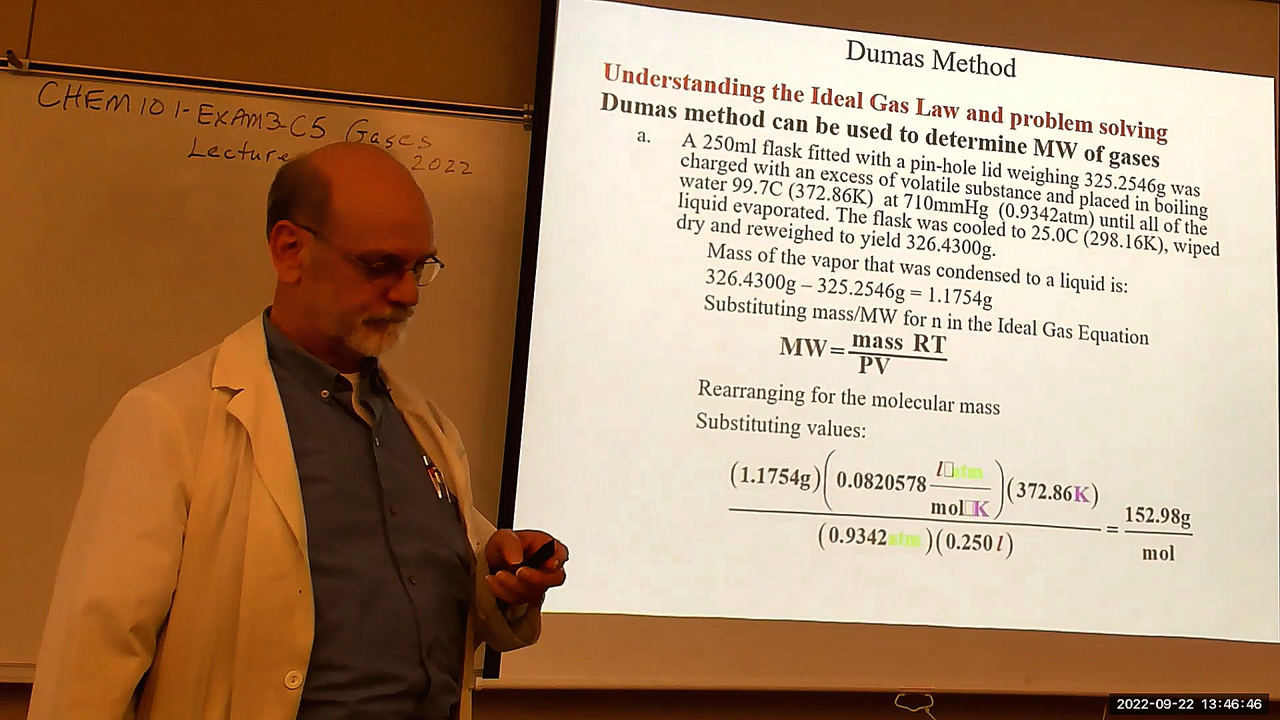 CHEM 101-EXAM3-C5 Gases
Lecture 2022
Dumas Method
Understanding the Ideal Gas Law and problem solving
Dumas method can be used to determine MW of gases
a. A 250ml flask fitted with a pin-hole lid weighing 325.2546g was
charged with an excess of volatile substance and placed in boiling
water 99.7C (372.86K) at 710mmHg (0.9342atm) until all of the
liquid evaporated. The flask was cooled to 25.0C (298.16K), wiped
dry and reweighed to yield 326.4300g.
Mass of the vapor that was condensed to a liquid is:
326.4300g – 325.2546g = 1.1754g
Substituting mass/MW for n in the Ideal Gas Equation
MW = mass RT
PV
Rearranging for the molecular mass
Substituting values:
(1.1754g)(0.0820578 l□atm / mol□K)(372.86K)
(0.9342atm)(0.250 l)
= 152.98g
mol
2022-09-22 13:46:46